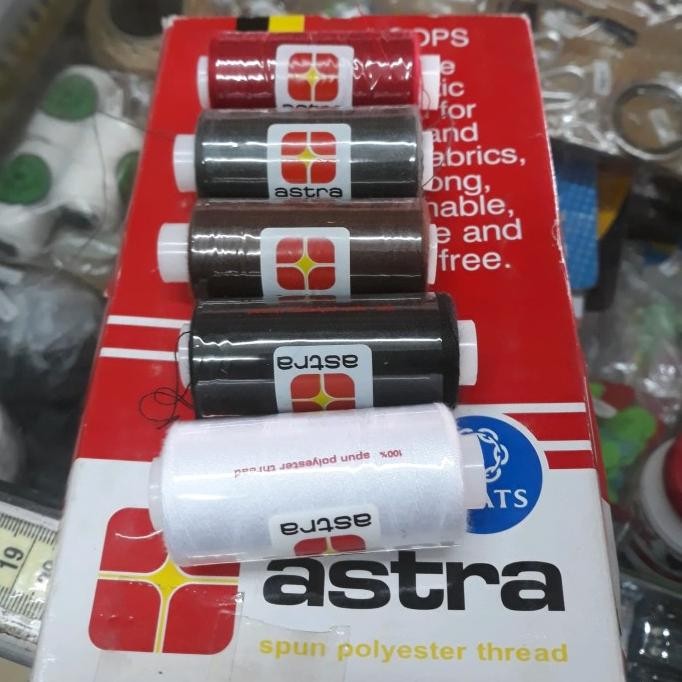 OPS
for
and
abrics,
ong,
nable,
e and
free.
astra
astra
astra
100% spun polyester thread
astra
ATS
astra
spun polyester thread
19